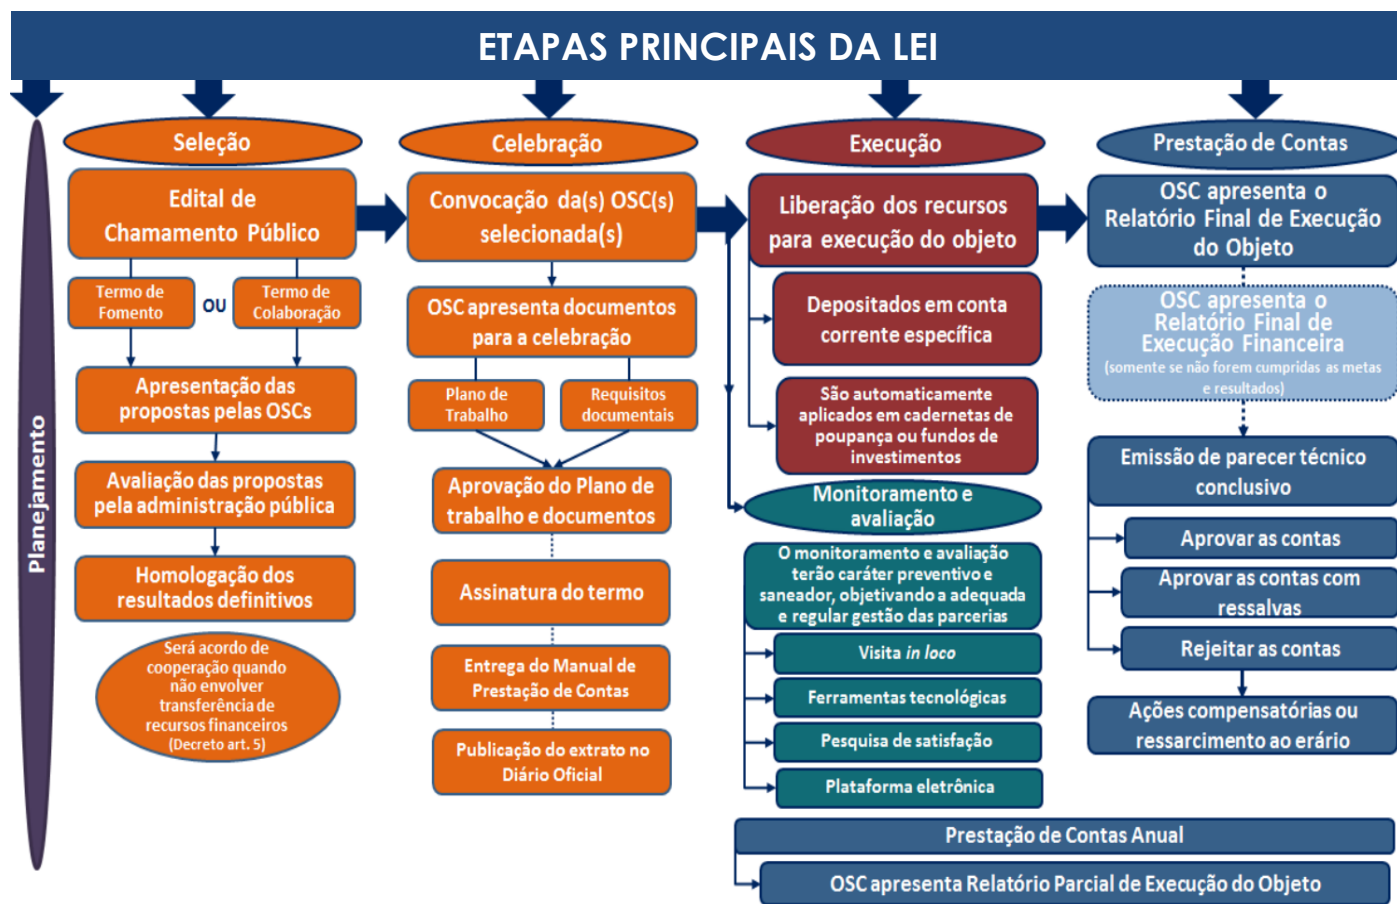 ETAPAS PRINCIPAIS DA LEI
Planejamento
Seleção
Edital de
Chamamento Público
Termo de
Fomento
OU
Termo de
Colaboração
Apresentação das
propostas pelas OSCs
Avaliação das propostas
pela administração pública
Homologação dos
resultados definitivos
Será acordo de
cooperação quando
não envolver
transferência de
recursos financeiros
(Decreto art. 5)
Celebração
Convocação da(s) OSC(s)
selecionada(s)
OSC apresenta documentos
para a celebração
Plano de
Trabalho
Requisitos
documentais
Aprovação do Plano de
trabalho e documentos
Assinatura do termo
Entrega do Manual de
Prestação de Contas
Publicação do extrato no
Diário Oficial
Execução
Liberação dos recursos
para execução do objeto
Depositados em conta
corrente específica
São automaticamente
aplicados em cadernetas de
poupança ou fundos de
investimentos
Monitoramento e
avaliação
O monitoramento e avaliação
terão caráter preventivo e
saneador, objetivando a adequada
e regular gestão das parcerias
Visita in loco
Ferramentas tecnológicas
Pesquisa de satisfação
Plataforma eletrônica
Prestação de Contas
OSC apresenta o
Relatório Final de Execução
do Objeto
OSC apresenta o
Relatório Final de
Execução Financeira
(somente se não forem cumpridas as metas
e resultados)
Emissão de parecer técnico
conclusivo
Aprovar as contas
Aprovar as contas com
ressalvas
Rejeitar as contas
Ações compensatórias ou
ressarcimento ao erário
Prestação de Contas Anual
OSC apresenta Relatório Parcial de Execução do Objeto